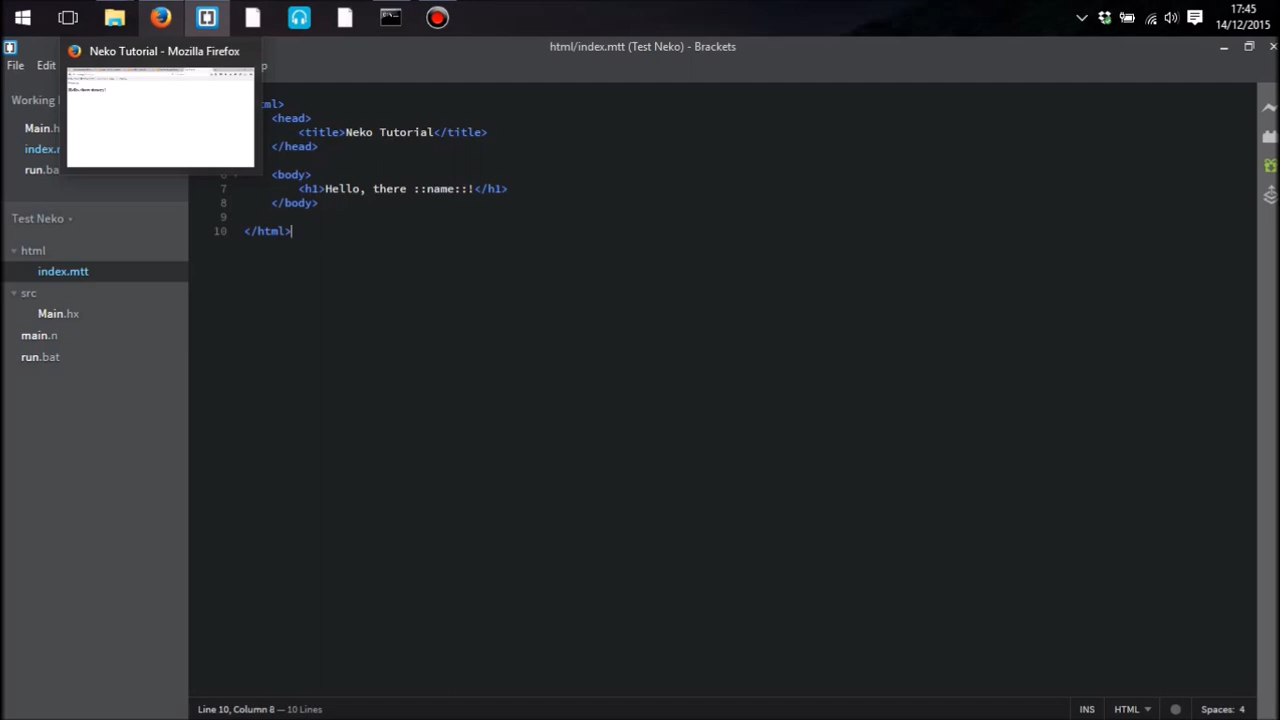 17:45
14/12/2015
Neko Tutorial - Mozilla Firefox
html/index.mtt (Test Neko) - Brackets
File Edit
Working
Main.h
index.r
run.ba
Test Neko
html
index.mtt
src
Main.hx
main.n
run.bat
ml>
<head>
<title>Neko Tutorial</title>
</head>
<body>
7 <h1>Hello, there ::name::!</h1>
8 </body>
9
10 </html>
Line 10, Column 8 — 10 Lines
INS HTML Spaces: 4